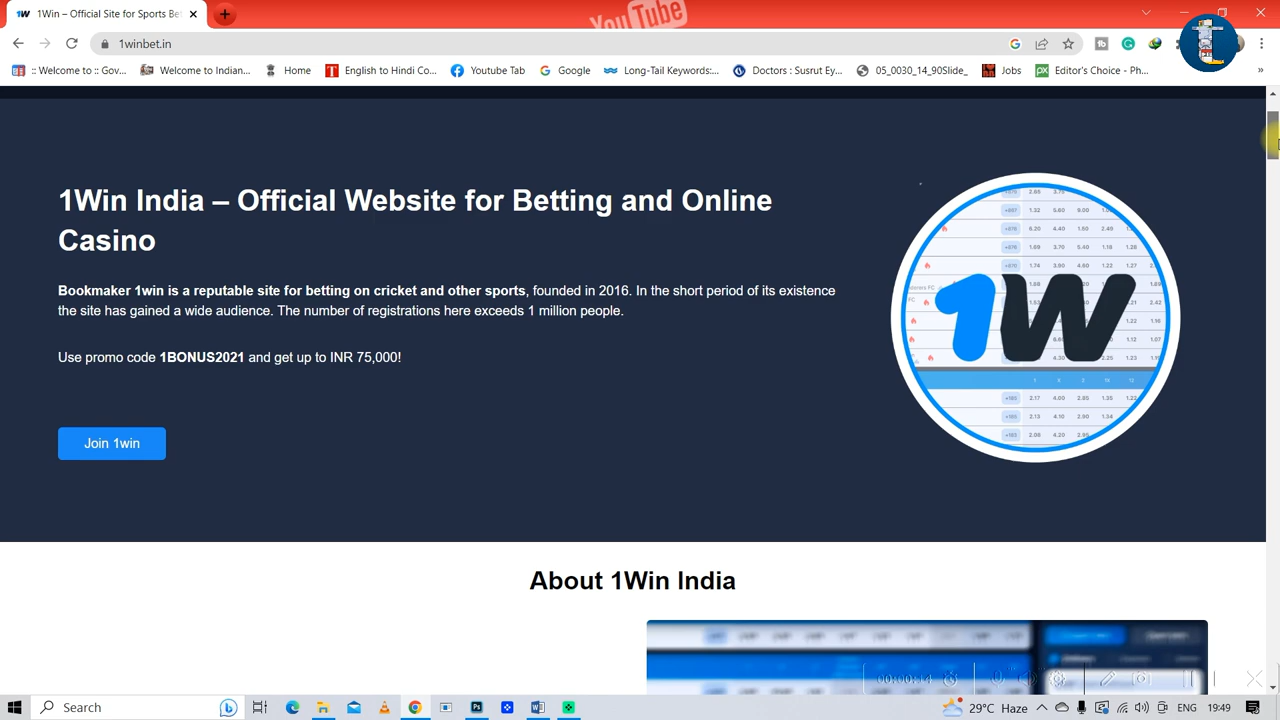 1Win – Official Site for Sports Bet
YouTube
1winbet.in
:: Welcome to :: Gov...
Welcome to Indian...
Home
English to Hindi Co...
Youtube Tag
Google
Long-Tail Keywords:...
Doctors : Susrut Ey...
05_0030_14_90Slide_
Jobs
Editor's Choice - Ph...
»
1Win India – Official Website for Betting and Online
Casino
Bookmaker 1win is a reputable site for betting on cricket and other sports, founded in 2016. In the short period of its existence
the site has gained a wide audience. The number of registrations here exceeds 1 million people.
Use promo code 1BONUS2021 and get up to INR 75,000!
Join 1win
1W
About 1Win India
00:00:14
Search
29°C Haze
ENG
19:49